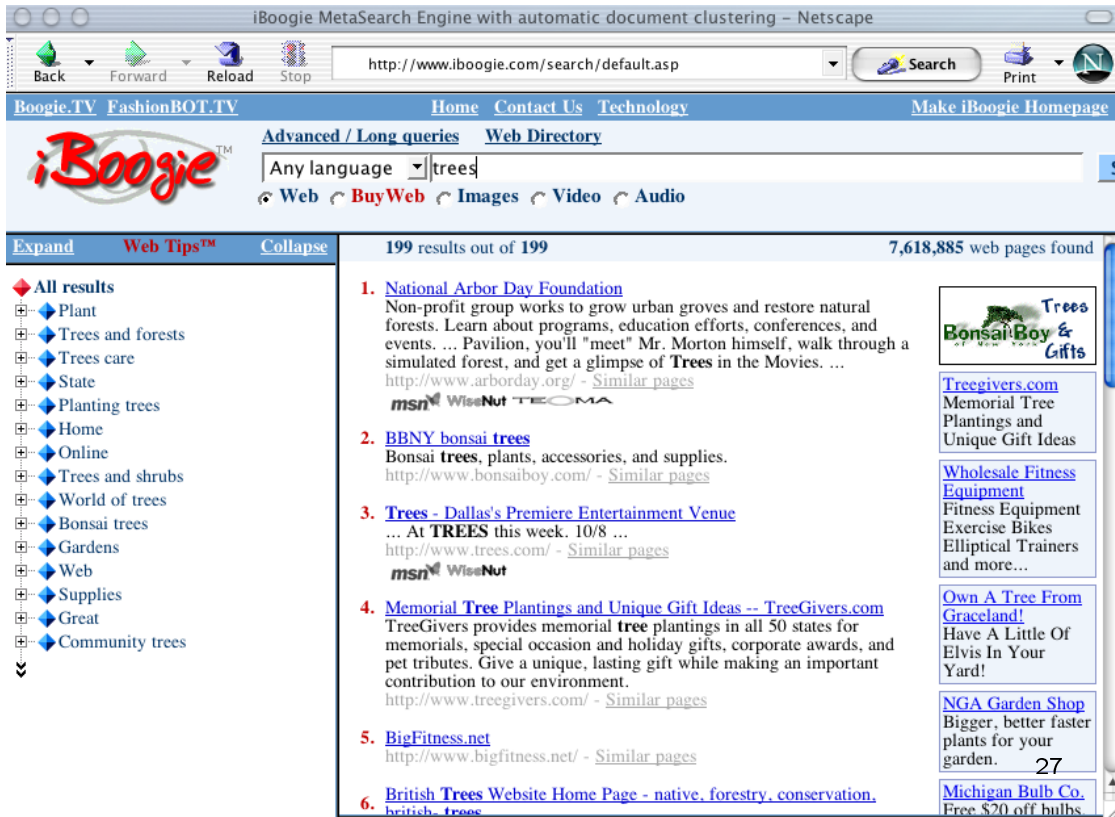 iBoogie MetaSearch Engine with automatic document clustering – Netscape
Back
Forward
Reload
Stop
http://www.iboogie.com/search/default.asp
Search
Print
N
Boogie.TV FashionBOT.TV
Home Contact Us Technology
Make iBoogie Homepage
iBoogie™
Advanced / Long queries Web Directory
Any language trees
Web BuyWeb Images Video Audio
Expand Web Tips™ Collapse
All results
Plant
Trees and forests
Trees care
State
Planting trees
Home
Online
Trees and shrubs
World of trees
Bonsai trees
Gardens
Web
Supplies
Great
Community trees
199 results out of 199
7,618,885 web pages found
1. National Arbor Day Foundation
Non-profit group works to grow urban groves and restore natural
forests. Learn about programs, education efforts, conferences, and
events. ... Pavilion, you'll "meet" Mr. Morton himself, walk through a
simulated forest, and get a glimpse of Trees in the Movies. ...
http://www.arborday.org/ - Similar pages
msn WiseNut TEOMA
2. BBNY bonsai trees
Bonsai trees, plants, accessories, and supplies.
http://www.bonsaiboy.com/ - Similar pages
3. Trees - Dallas's Premiere Entertainment Venue
... At TREES this week. 10/8 ...
http://www.trees.com/ - Similar pages
msn WiseNut
4. Memorial Tree Plantings and Unique Gift Ideas -- TreeGivers.com
TreeGivers provides memorial tree plantings in all 50 states for
memorials, special occasion and holiday gifts, corporate awards, and
pet tributes. Give a unique, lasting gift while making an important
contribution to our environment.
http://www.treegivers.com/ - Similar pages
5. BigFitness.net
http://www.bigfitness.net/ - Similar pages
6. British Trees Website Home Page - native, forestry, conservation,
british- trees
Trees
Bonsai Boy &
of New York
Gifts
Treegivers.com
Memorial Tree
Plantings and
Unique Gift Ideas
Wholesale Fitness
Equipment
Fitness Equipment
Exercise Bikes
Elliptical Trainers
and more...
Own A Tree From
Graceland!
Have A Little Of
Elvis In Your
Yard!
NGA Garden Shop
Bigger, better faster
plants for your
garden.
27
Michigan Bulb Co.
Free $20 off bulbs,